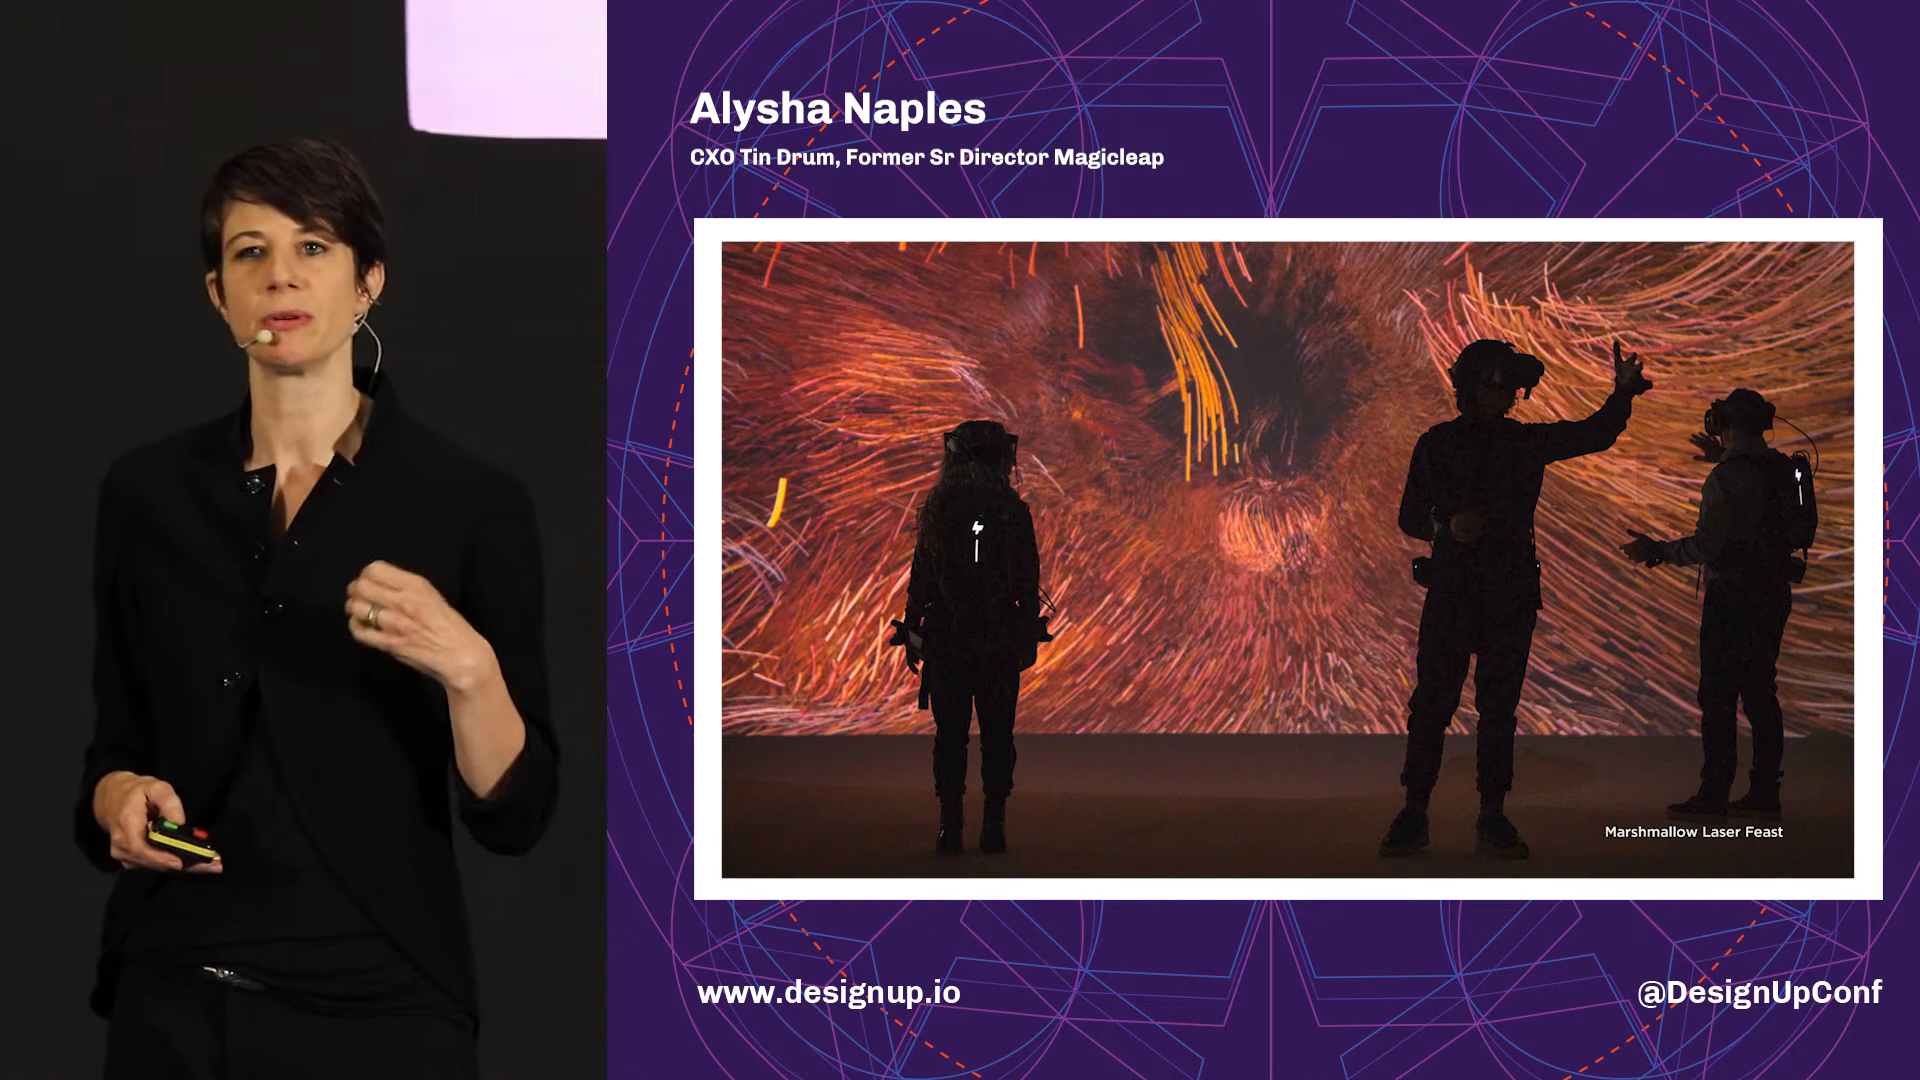 Alysha Naples
CXO Tin Drum, Former Sr Director Magicleap
Marshmallow Laser Feast
www.designup.io
@DesignUpConf